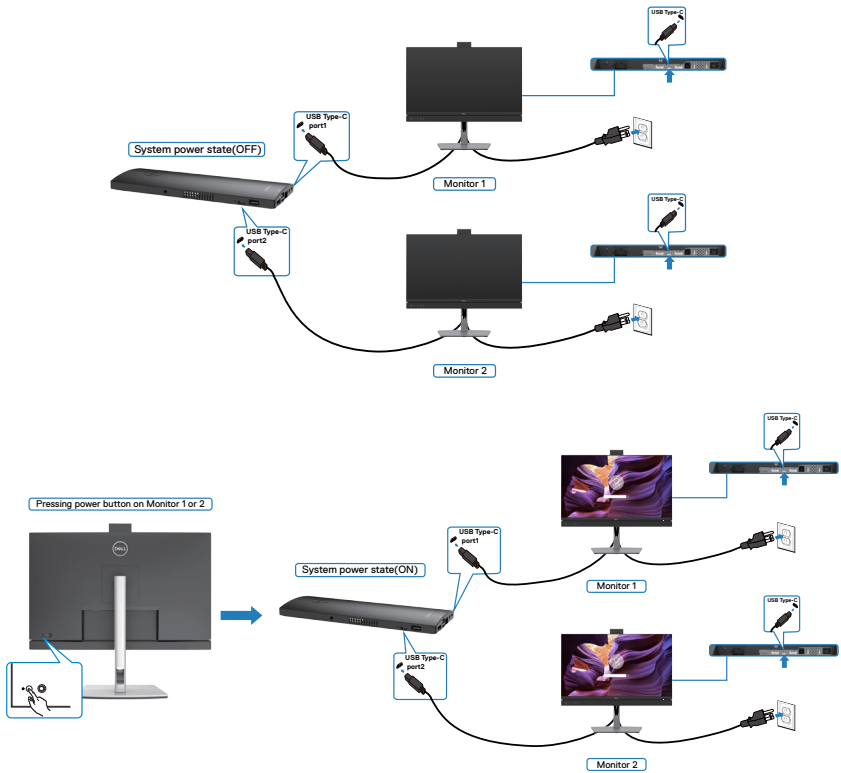 USB Type-C
USB Type-C
port1
System power state(OFF)
Monitor 1
USB Type-C
USB Type-C
port2
Monitor 2
USB Type-C
Pressing power button on Monitor 1 or 2
USB Type-C
port1
DELL
System power state(ON)
Monitor 1
USB Type-C
USB Type-C
port2
Monitor 2